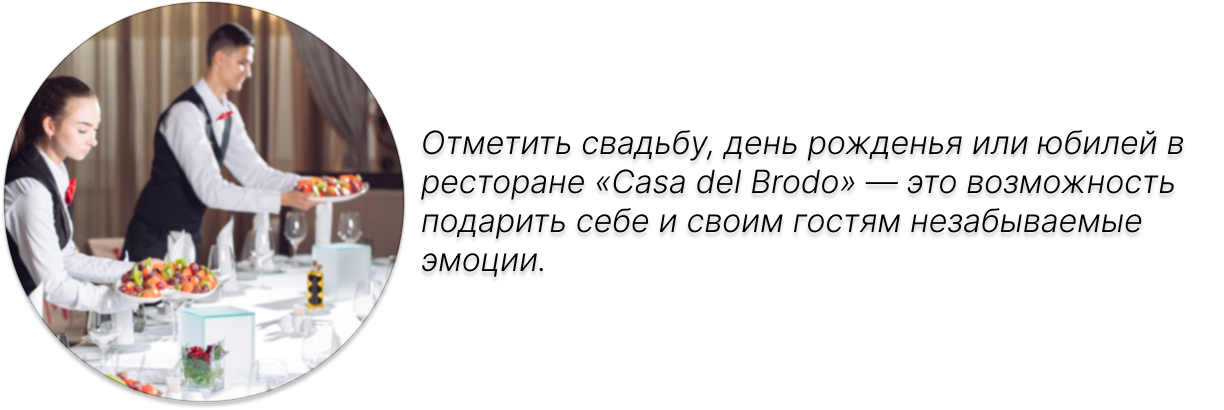 Отметить свадьбу, день рожденья или юбилей в
ресторане «Casa del Brodo» — это возможность
подарить себе и своим гостям незабываемые
эмоции.